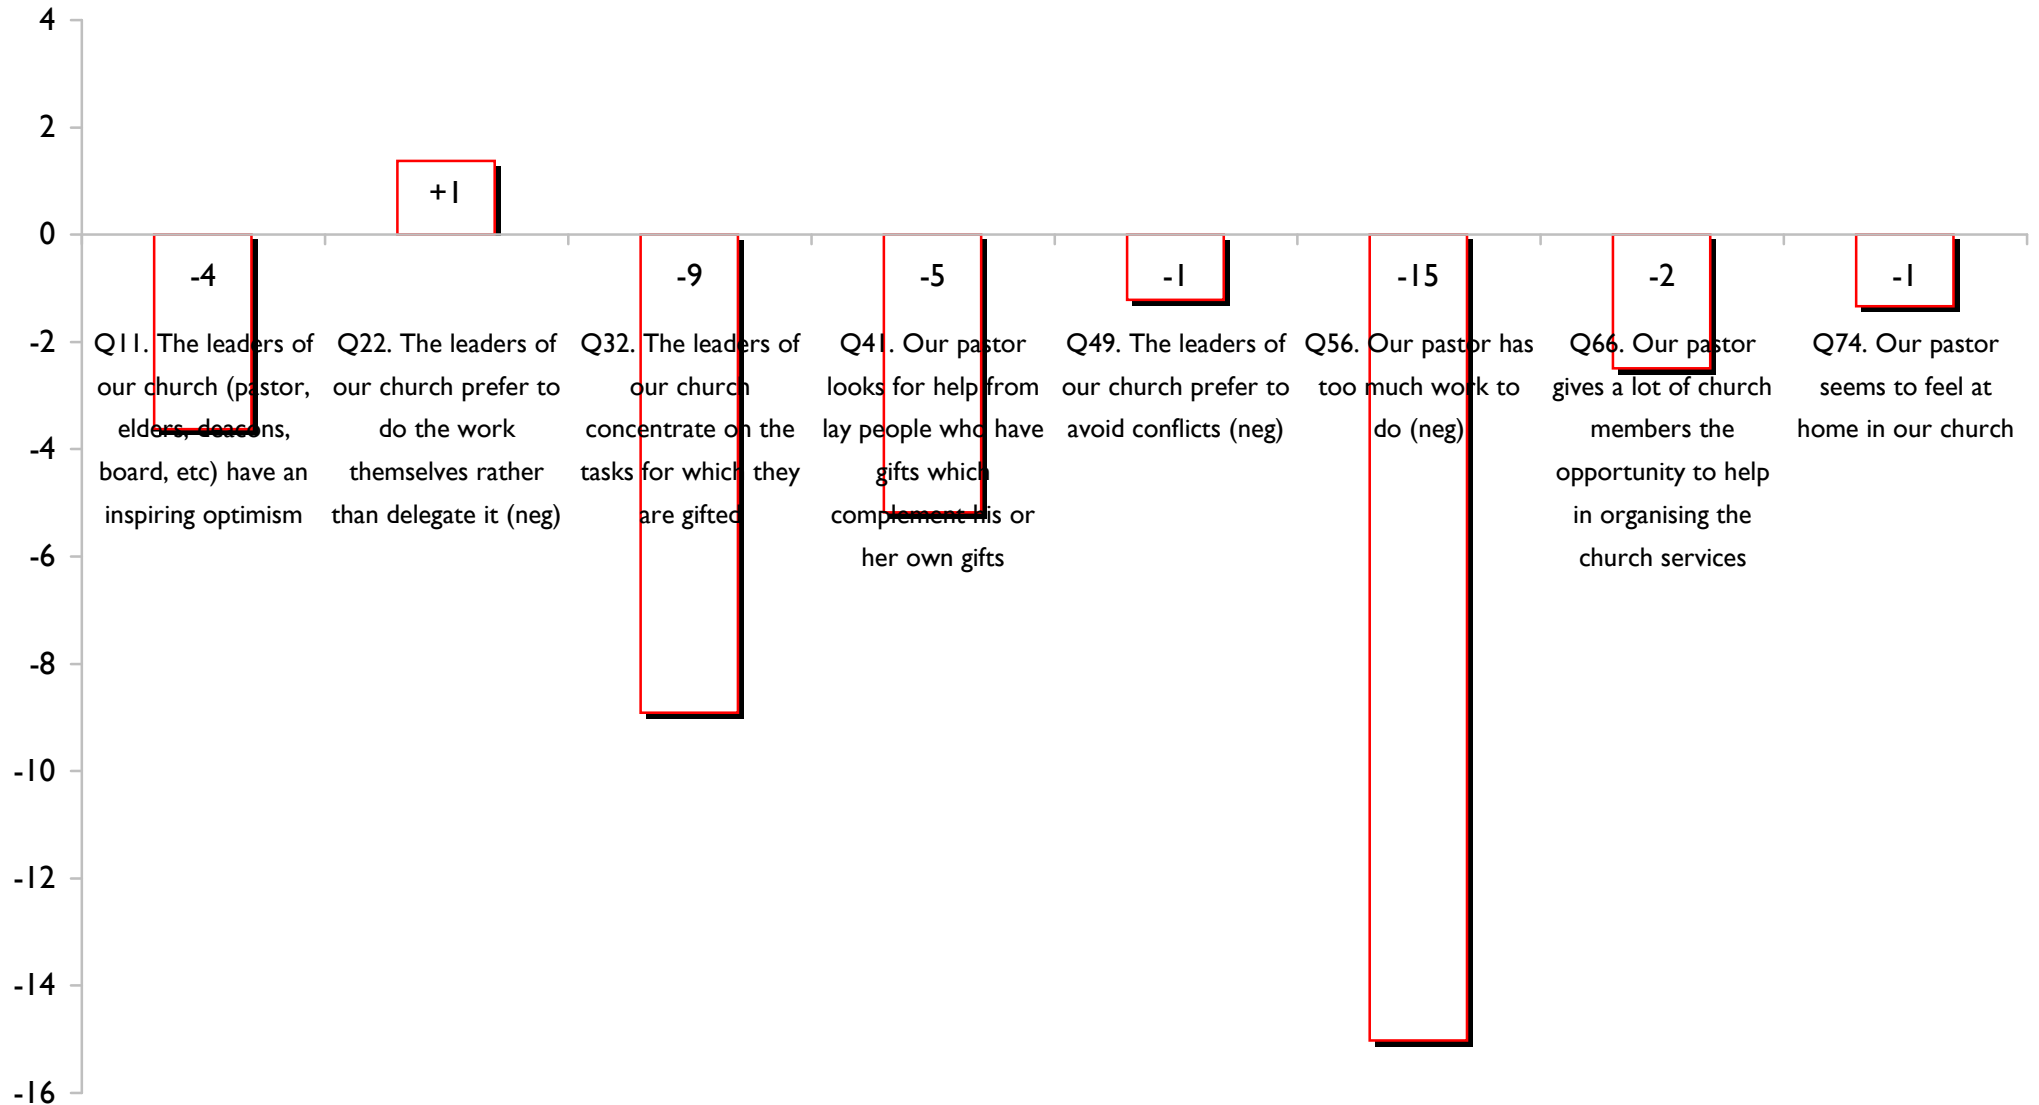 4
2
0
-2
-4
-6
-8
-10
-12
-14
-16
-4
+1
-9
-5
-1
-15
-2
-1
Q11. The leaders of
our church (pastor,
elders, deacons,
board, etc) have an
inspiring optimism
Q22. The leaders of
our church prefer to
do the work
themselves rather
than delegate it (neg)
Q32. The leaders of
our church
concentrate on the
tasks for which they
are gifted
Q41. Our pastor
looks for help from
lay people who have
gifts which
complement his or
her own gifts
Q49. The leaders of
our church prefer to
avoid conflicts (neg)
Q56. Our pastor has
too much work to
do (neg)
Q66. Our pastor
gives a lot of church
members the
opportunity to help
in organising the
church services
Q74. Our pastor
seems to feel at
home in our church